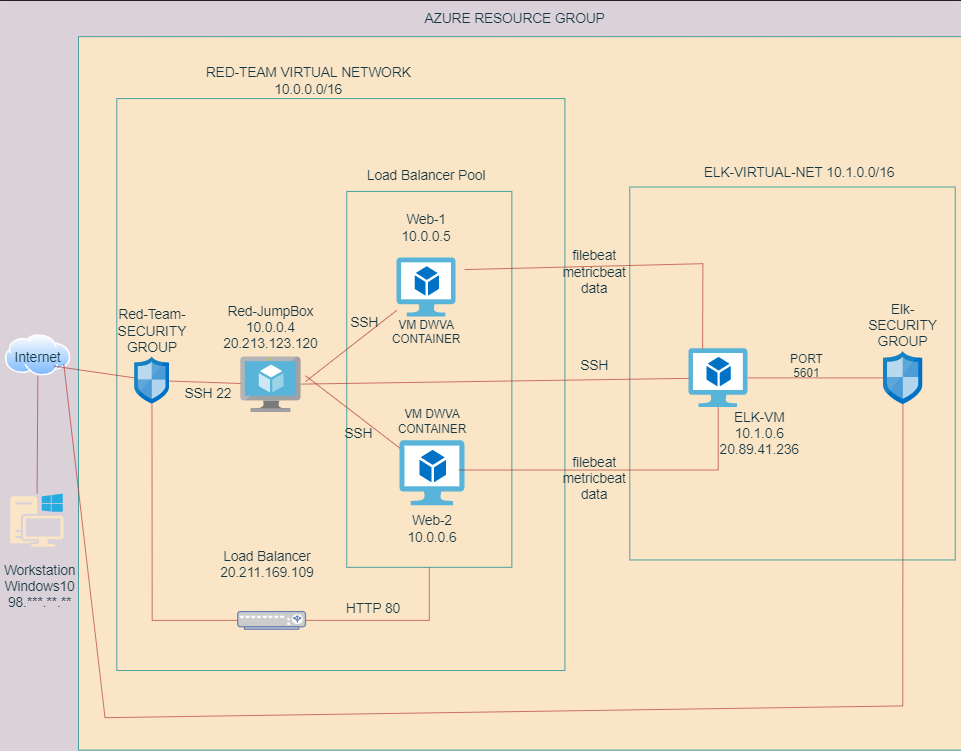 AZURE RESOURCE GROUP
RED-TEAM VIRTUAL NETWORK
10.0.0.0/16
Load Balancer Pool
ELK-VIRTUAL-NET 10.1.0.0/16
Web-1
10.0.0.5
filebeat
metricbeat
data
Red-Team-
SECURITY
GROUP
Red-JumpBox
10.0.0.4
20.213.123.120
SSH
VM DWVA
CONTAINER
Elk-
SECURITY
GROUP
Internet
SSH 22
SSH
PORT
5601
SSH
VM DWVA
CONTAINER
ELK-VM
10.1.0.6
20.89.41.236
filebeat
metricbeat
data
Web-2
10.0.0.6
Load Balancer
20.211.169.109
Workstation
Windows10
98.***.**.**
HTTP 80